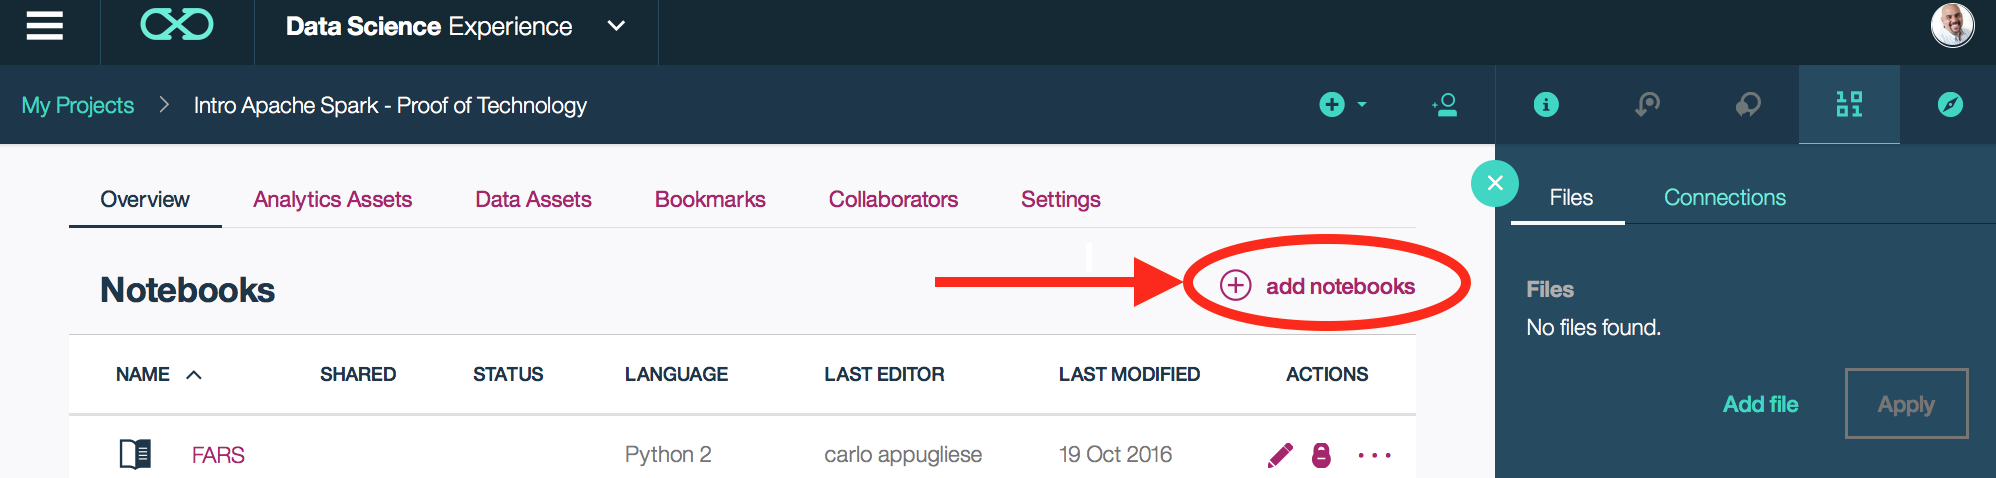 Data Science Experience
My Projects > Intro Apache Spark - Proof of Technology
Overview Analytics Assets Data Assets Bookmarks Collaborators Settings
Notebooks
add notebooks
NAME SHARED STATUS LANGUAGE LAST EDITOR LAST MODIFIED ACTIONS
FARS Python 2 carlo appugliese 19 Oct 2016
Files Connections
Files
No files found.
Add file Apply